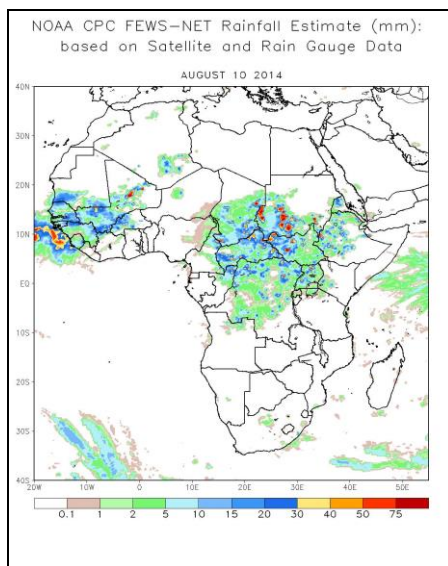 NOAA CPC FEWS-NET Rainfall Estimate (mm):
based on Satellite and Rain Gauge Data
AUGUST 10 2014
40N
30N
20N
10N
EQ
10S
20S
30S
40S
20W 10W 0 10E 20E 30E 40E 50E
0.1 1 2 5 10 15 20 30 40 50 75